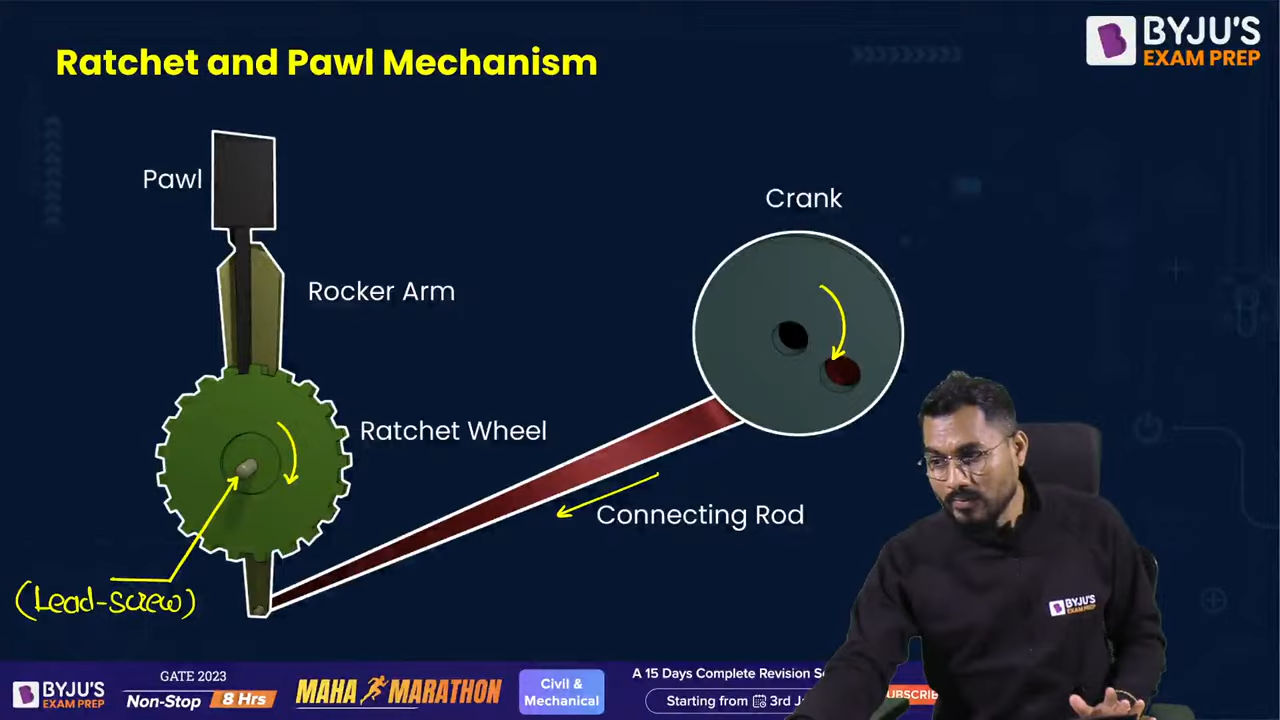 Ratchet and Pawl Mechanism
BYJU'S
EXAM PREP
Pawl
Crank
Rocker Arm
Ratchet Wheel
Connecting Rod
(Lead-screw)
BYJU'S
BYJU'S
EXAM PREP
GATE 2023
Non-Stop 8 Hrs
MAHA MARATHON
Civil &
Mechanical
A 15 Days Complete Revision
Starting from 3rd